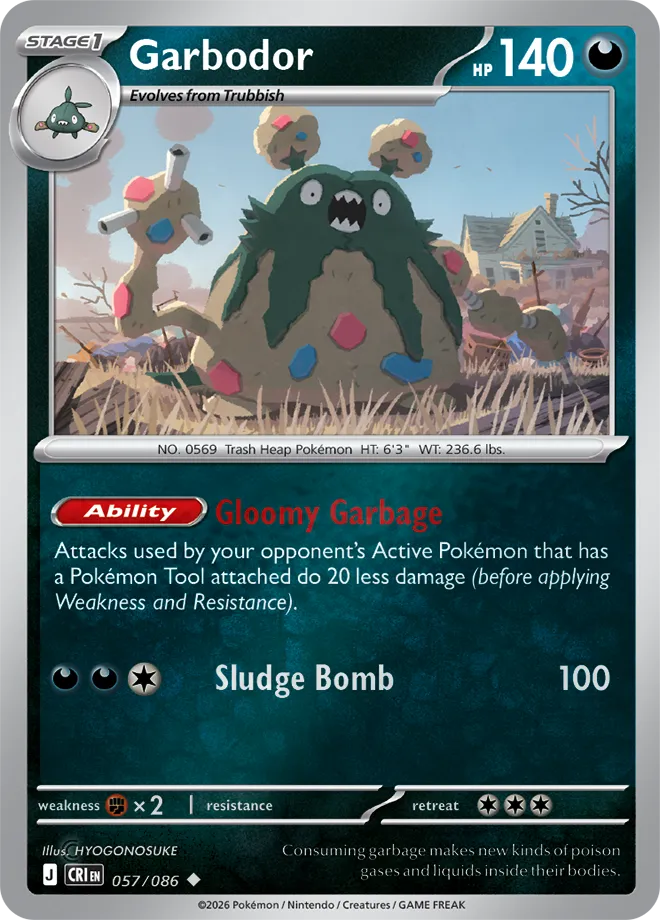 STAGE1
Garbodor
HP 140
Evolves from Trubbish
NO. 0569 Trash Heap Pokémon HT: 6'3" WT: 236.6 lbs.
Ability Gloomy Garbage
Attacks used by your opponent's Active Pokémon that has
a Pokémon Tool attached do 20 less damage (before applying
Weakness and Resistance).
Sludge Bomb 100
weakness ×2 resistance retreat
Illus. HYOGONOSUKE
Consuming garbage makes new kinds of poison
gases and liquids inside their bodies.
J CRI EN 057/086
©2026 Pokémon / Nintendo / Creatures / GAME FREAK